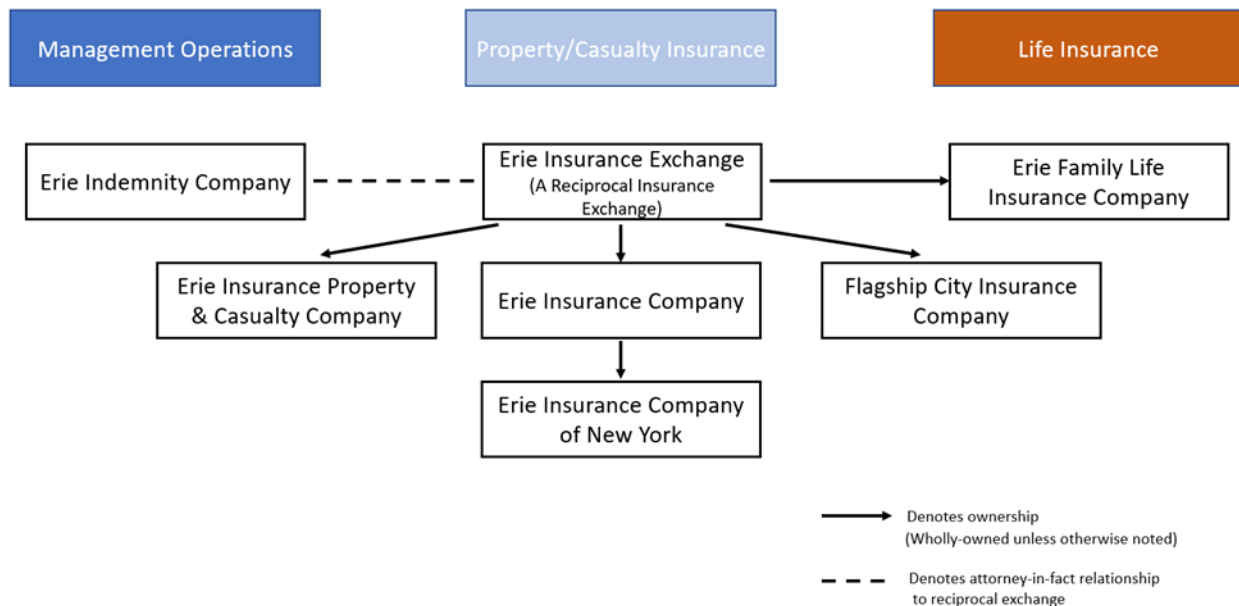 Management Operations
Property/Casualty Insurance
Life Insurance
Erie Indemnity Company
Erie Insurance Exchange
(A Reciprocal Insurance
Exchange)
Erie Family Life
Insurance Company
Erie Insurance Property
& Casualty Company
Erie Insurance Company
Flagship City Insurance
Company
Erie Insurance Company
of New York
Denotes ownership
(Wholly-owned unless otherwise noted)
Denotes attorney-in-fact relationship
to reciprocal exchange